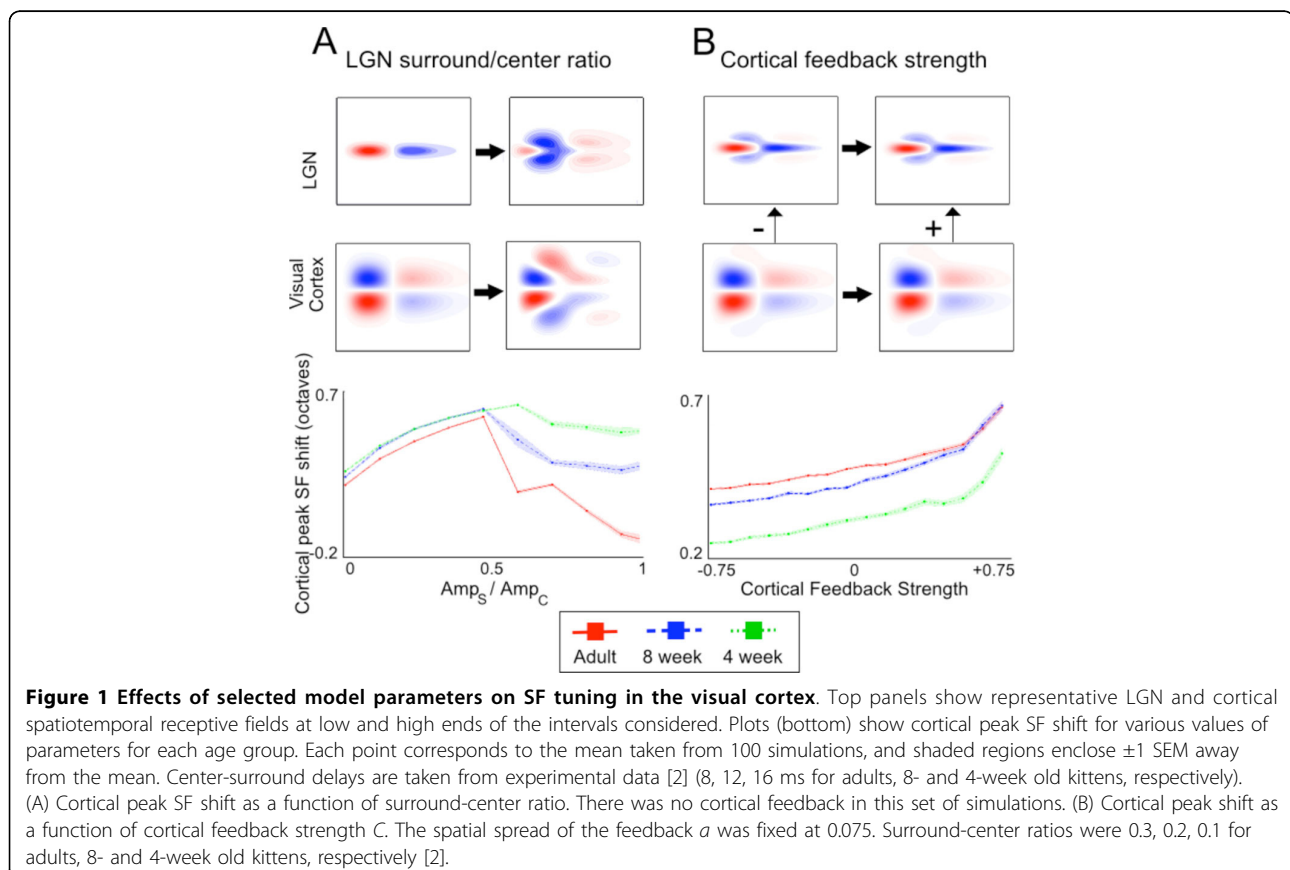 A
LGN surround/center ratio
B
Cortical feedback strength
LGN
-
+
Visual
Cortex
Cortical peak SF shift (octaves)
0.7
-0.2
0
0.5
1
Amp_S / Amp_C
0.7
0.2
-0.75
0
+0.75
Cortical Feedback Strength
Adult
8 week
4 week
Figure 1 Effects of selected model parameters on SF tuning in the visual cortex. Top panels show representative LGN and cortical
spatiotemporal receptive fields at low and high ends of the intervals considered. Plots (bottom) show cortical peak SF shift for various values of
parameters for each age group. Each point corresponds to the mean taken from 100 simulations, and shaded regions enclose ±1 SEM away
from the mean. Center-surround delays are taken from experimental data [2] (8, 12, 16 ms for adults, 8- and 4-week old kittens, respectively).
(A) Cortical peak SF shift as a function of surround-center ratio. There was no cortical feedback in this set of simulations. (B) Cortical peak shift as
a function of cortical feedback strength C. The spatial spread of the feedback a was fixed at 0.075. Surround-center ratios were 0.3, 0.2, 0.1 for
adults, 8- and 4-week old kittens, respectively [2].